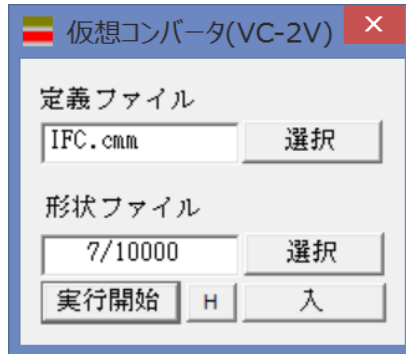 仮想コンバータ(VC-2V)
定義ファイル
IFC.cmm 選択
形状ファイル
7/10000 選択
実行開始 H 入